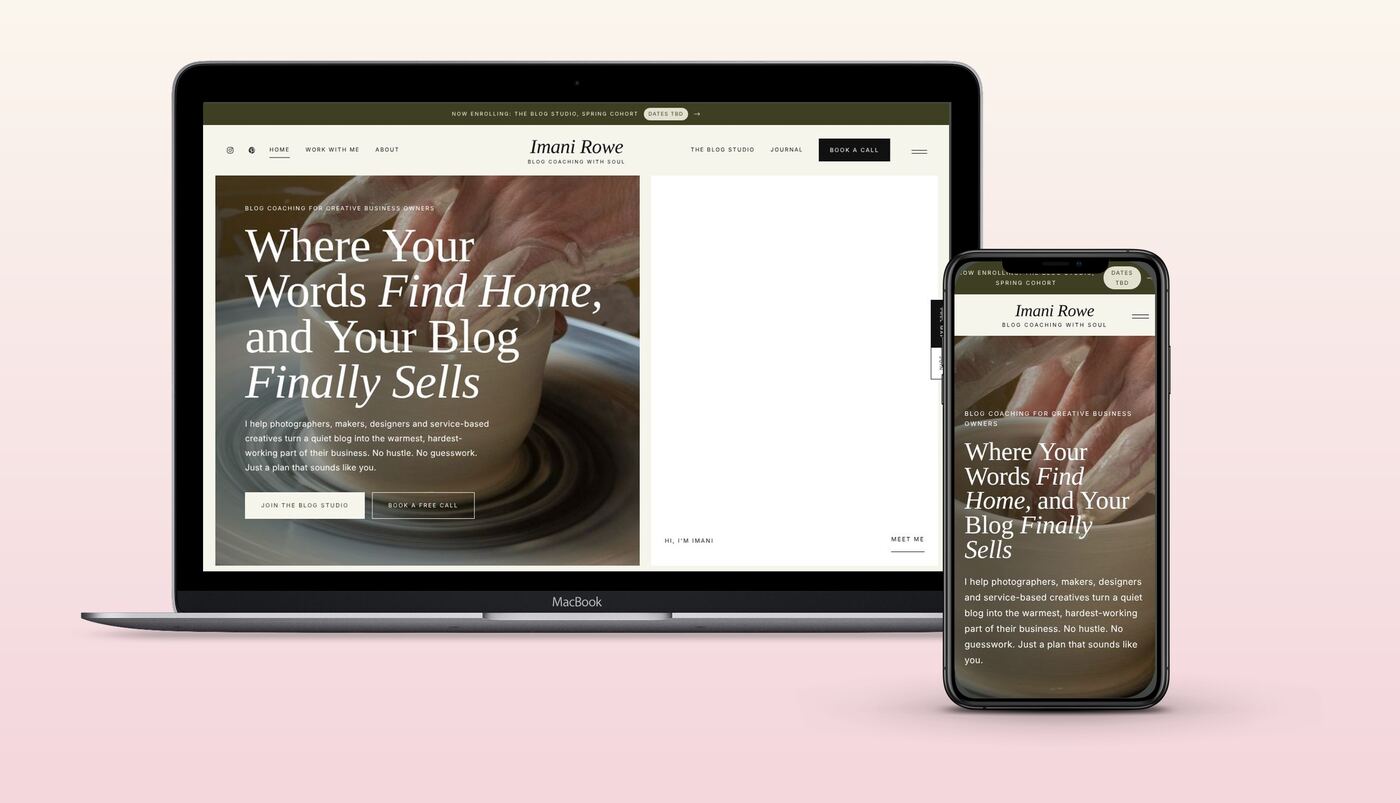 NOW ENROLLING: THE BLOG STUDIO, SPRING COHORT DATES TBD →
HOME WORK WITH ME ABOUT
Imani Rowe
BLOG COACHING WITH SOUL
THE BLOG STUDIO JOURNAL BOOK A CALL
BLOG COACHING FOR CREATIVE BUSINESS OWNERS
Where Your
Words Find Home,
and Your Blog
Finally Sells
I help photographers, makers, designers and service-based
creatives turn a quiet blog into the warmest, hardest-
working part of their business. No hustle. No guesswork.
Just a plan that sounds like you.
JOIN THE BLOG STUDIO BOOK A FREE CALL
HI, I'M IMANI MEET ME
MacBook
SPRING COHORT
DATES
TBD
Imani Rowe
BLOG COACHING WITH SOUL
BLOG COACHING FOR CREATIVE BUSINESS
OWNERS
Where Your
Words Find
Home, and Your
Blog Finally
Sells
I help photographers, makers, designers
and service-based creatives turn a quiet
blog into the warmest, hardest-working
part of their business. No hustle. No
guesswork. Just a plan that sounds like
you.